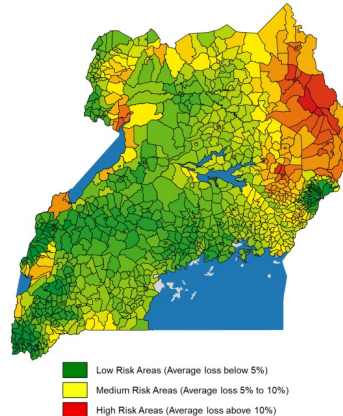 Low Risk Areas (Average loss below 5%)
Medium Risk Areas (Average loss 5% to 10%)
High Risk Areas (Average loss above 10%)